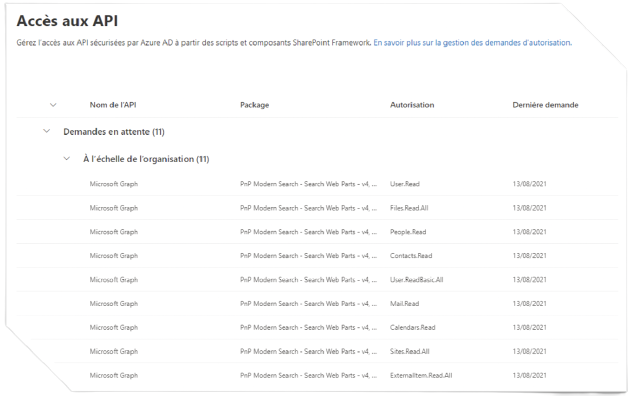 Accès aux API
Gérez l'accès aux API sécurisées par Azure AD à partir des scripts et composants SharePoint Framework. En savoir plus sur la gestion des demandes d'autorisation.
Nom de l'API Package Autorisation Dernière demande
Demandes en attente (11)
À l'échelle de l'organisation (11)
Microsoft Graph PnP Modern Search - Search Web Parts - v4, ... User.Read 13/08/2021
Microsoft Graph PnP Modern Search - Search Web Parts - v4, ... Files.Read.All 13/08/2021
Microsoft Graph PnP Modern Search - Search Web Parts - v4, ... People.Read 13/08/2021
Microsoft Graph PnP Modern Search - Search Web Parts - v4, ... Contacts.Read 13/08/2021
Microsoft Graph PnP Modern Search - Search Web Parts - v4, ... User.ReadBasic.All 13/08/2021
Microsoft Graph PnP Modern Search - Search Web Parts - v4, ... Mail.Read 13/08/2021
Microsoft Graph PnP Modern Search - Search Web Parts - v4, ... Calendars.Read 13/08/2021
Microsoft Graph PnP Modern Search - Search Web Parts - v4, ... Sites.Read.All 13/08/2021
Microsoft Graph PnP Modern Search - Search Web Parts - v4, ... ExternalItem.Read.All 13/08/2021